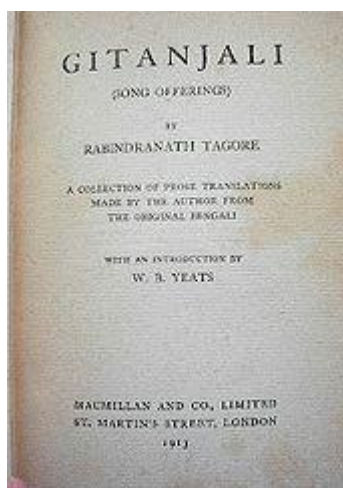 GITANJALI
(SONG OFFERINGS)
BY
RABINDRANATH TAGORE
A COLLECTION OF PROSE TRANSLATIONS
MADE BY THE AUTHOR FROM
THE ORIGINAL BENGALI
WITH AN INTRODUCTION BY
W. B. YEATS
MACMILLAN AND CO., LIMITED
ST. MARTIN'S STREET, LONDON
1913